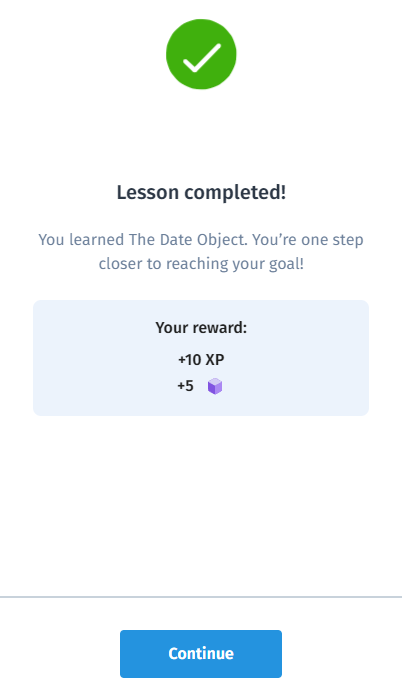 Lesson completed!
You learned The Date Object. You’re one step
closer to reaching your goal!
Your reward:
+10 XP
+5
Continue